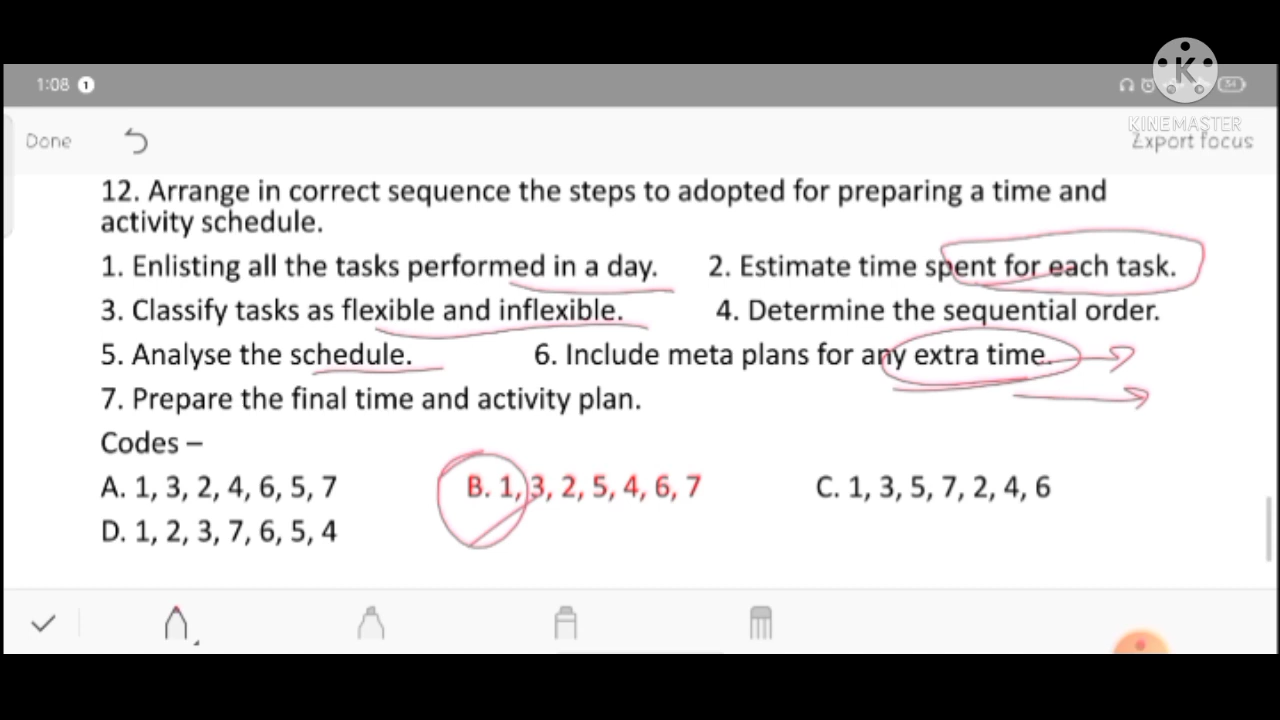 1:08 1
54
K
KINEMASTER
Done
Export focus
12. Arrange in correct sequence the steps to adopted for preparing a time and
activity schedule.
1. Enlisting all the tasks performed in a day. 2. Estimate time spent for each task.
3. Classify tasks as flexible and inflexible. 4. Determine the sequential order.
5. Analyse the schedule. 6. Include meta plans for any extra time.
7. Prepare the final time and activity plan.
Codes –
A. 1, 3, 2, 4, 6, 5, 7 B. 1, 3, 2, 5, 4, 6, 7 C. 1, 3, 5, 7, 2, 4, 6
D. 1, 2, 3, 7, 6, 5, 4